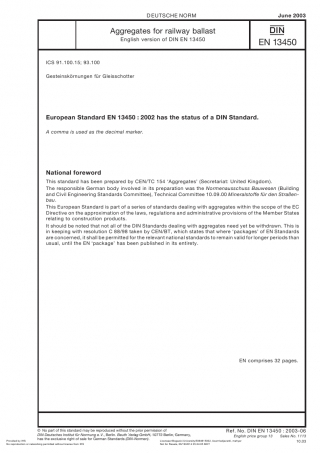 DEUTSCHE NORM
June 2003
Aggregates for railway ballast
English version of DIN EN 13450
DIN
EN 13450
ICS 91.100.15; 93.100
Gesteinskörnungen für Gleisschotter
European Standard EN 13450 : 2002 has the status of a DIN Standard.
A comma is used as the decimal marker.
National foreword
This standard has been prepared by CEN/TC 154 ‘Aggregates’ (Secretariat: United Kingdom).
The responsible German body involved in its preparation was the Normenausschuss Bauwesen (Building
and Civil Engineering Standards Committee), Technical Committee 10.09.00 Mineralstoffe für den Straßen-
bau.
This European Standard is part of a series of standards dealing with aggregates within the scope of the EC
Directive on the approximation of the laws, regulations and administrative provisions of the Member States
relating to construction products.
It should be noted that not all of the DIN Standards dealing with aggregates need yet be withdrawn. This is
in keeping with resolution C 88/98 taken by CEN/BT, which states that where ‘packages’ of EN Standards
are concerned, it shall be permitted for the relevant national standards to remain valid for longer periods than
usual, until the EN ‘package’ has been published in its entirety.
EN comprises 32 pages.
© No part of this standard may be reproduced without the prior permission of
DIN Deutsches Institut für Normung e. V., Berlin. Beuth Verlag GmbH, 10772 Berlin, Germany,
has the exclusive right of sale for German Standards (DIN-Normen).
Ref. No. DIN EN 13450 : 2003-06
English price group 13 Sales No. 1113
10.03